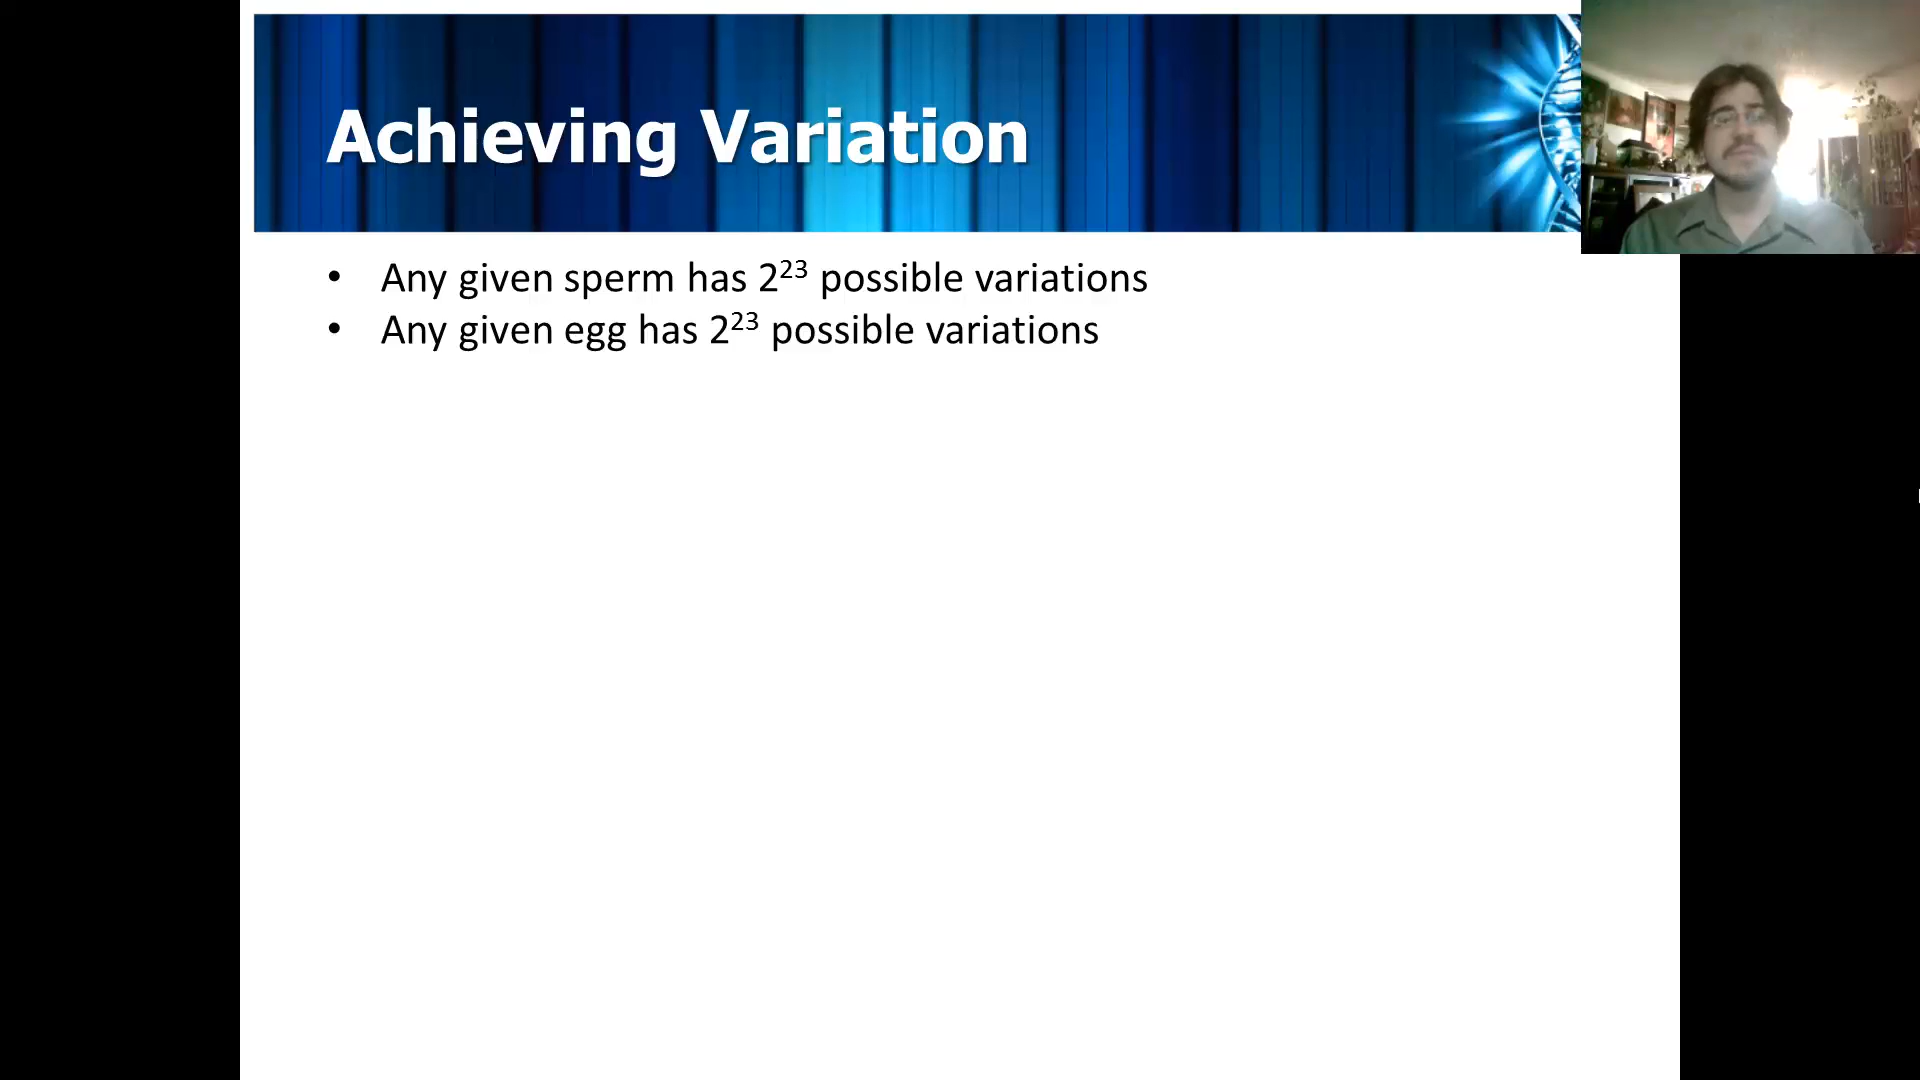 Achieving Variation
• Any given sperm has 2²³ possible variations
• Any given egg has 2²³ possible variations